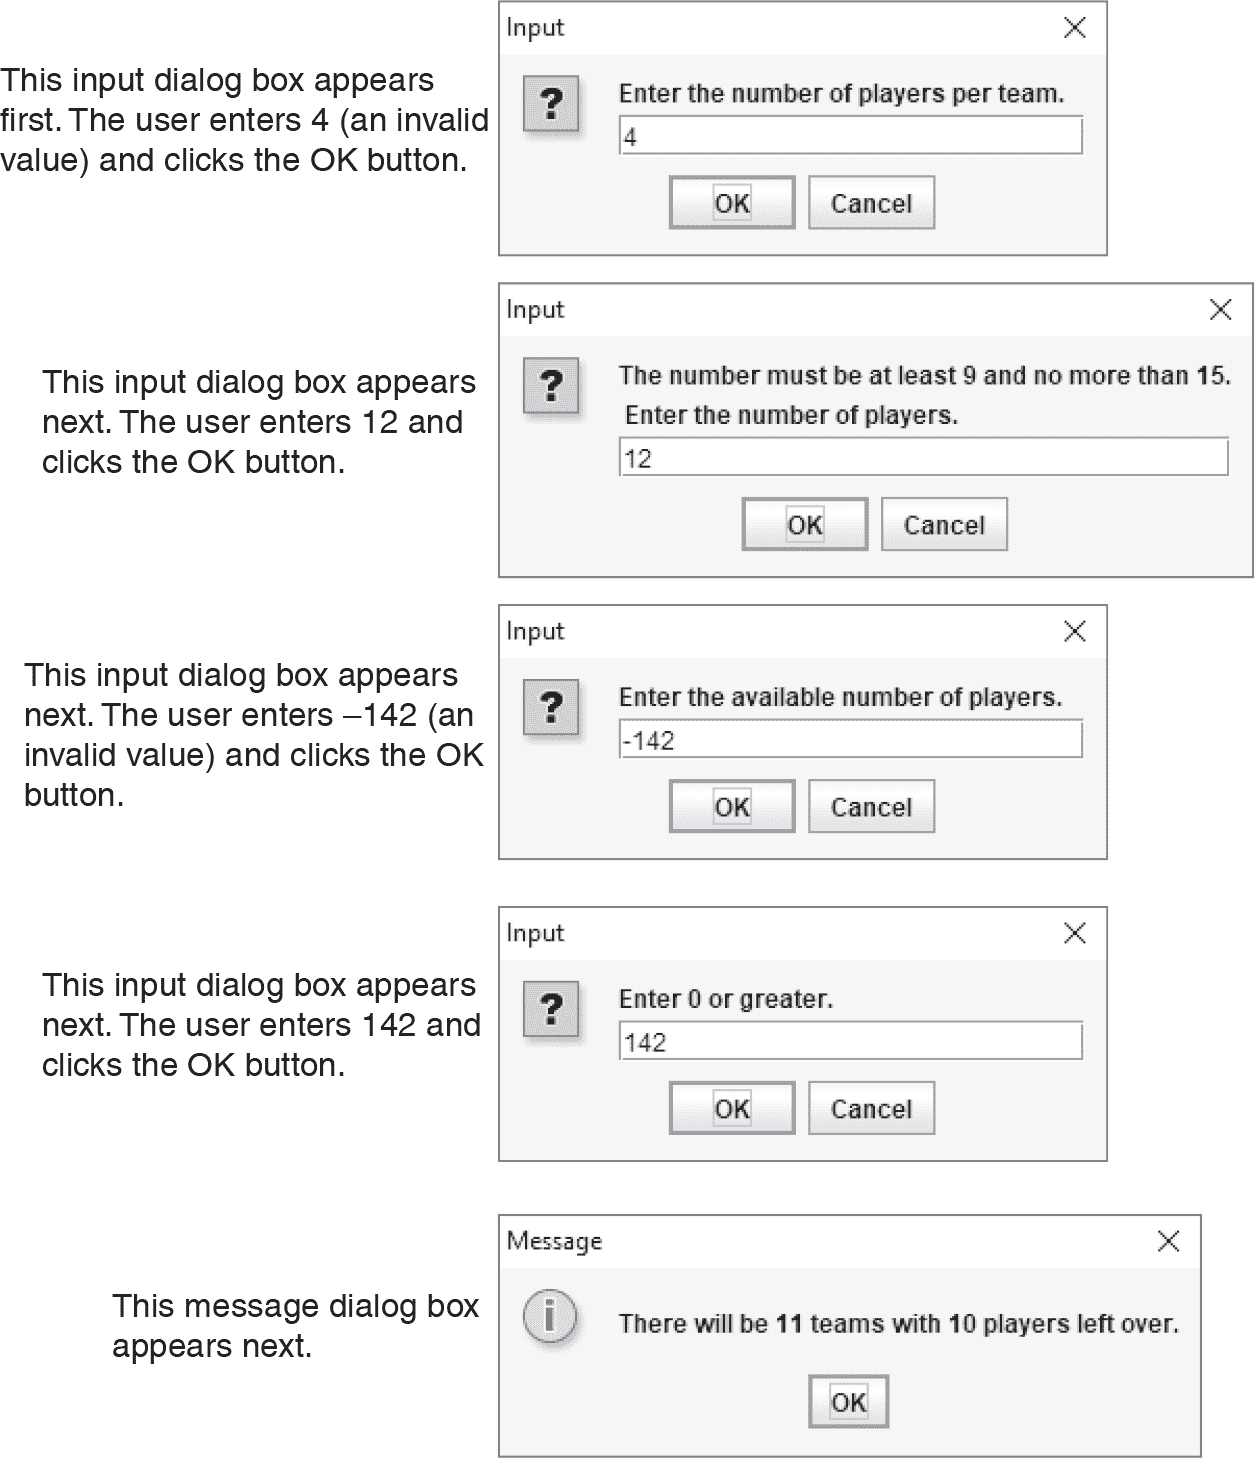 This input dialog box appears
first. The user enters 4 (an invalid
value) and clicks the OK button.
Input
?
Enter the number of players per team.
4
OK Cancel
This input dialog box appears
next. The user enters 12 and
clicks the OK button.
Input
?
The number must be at least 9 and no more than 15.
Enter the number of players.
12
OK Cancel
This input dialog box appears
next. The user enters –142 (an
invalid value) and clicks the OK
button.
Input
?
Enter the available number of players.
-142
OK Cancel
This input dialog box appears
next. The user enters 142 and
clicks the OK button.
Input
?
Enter 0 or greater.
142
OK Cancel
This message dialog box
appears next.
Message
i
There will be 11 teams with 10 players left over.
OK